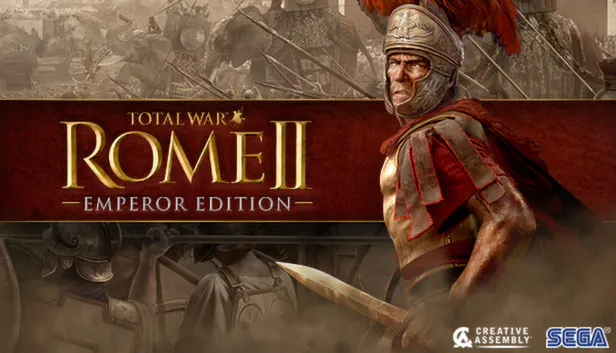 TOTAL WAR
ROME II
EMPEROR EDITION
CREATIVE
ASSEMBLY
SEGA